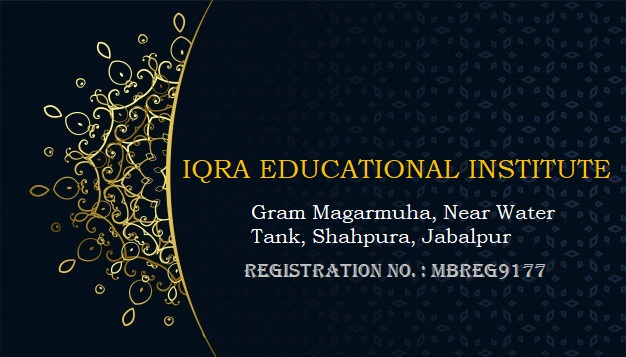 IQRA EDUCATIONAL INSTITUTE
Gram Magarmuha, Near Water
Tank, Shahpura, Jabalpur
REGISTRATION NO. : MBREG9177